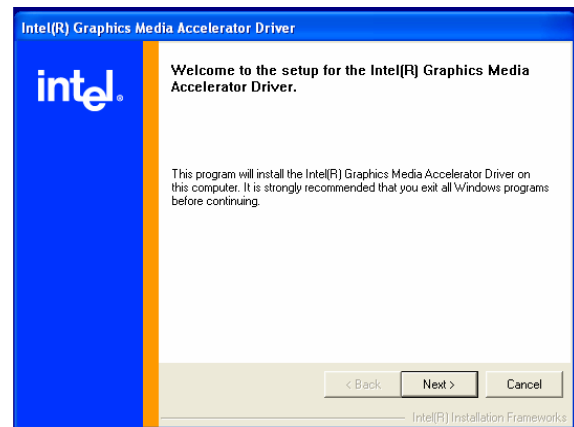 Intel(R) Graphics Media Accelerator Driver
intel.
Welcome to the setup for the Intel(R) Graphics Media
Accelerator Driver.
This program will install the Intel(R) Graphics Media Accelerator Driver on
this computer. It is strongly recommended that you exit all Windows programs
before continuing.
< Back Next > Cancel
Intel(R) Installation Frameworks